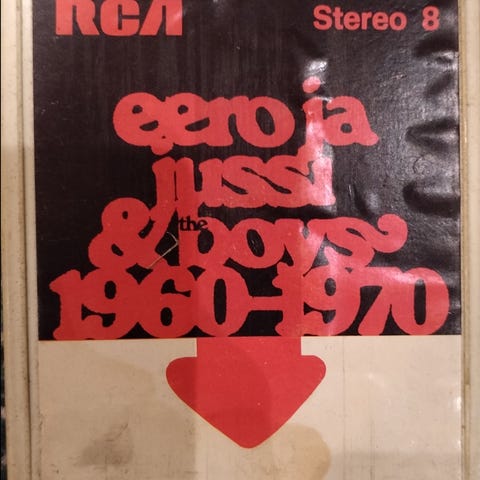 RCA
Stereo 8
eero ja
jussi
& the boys
1960-1970